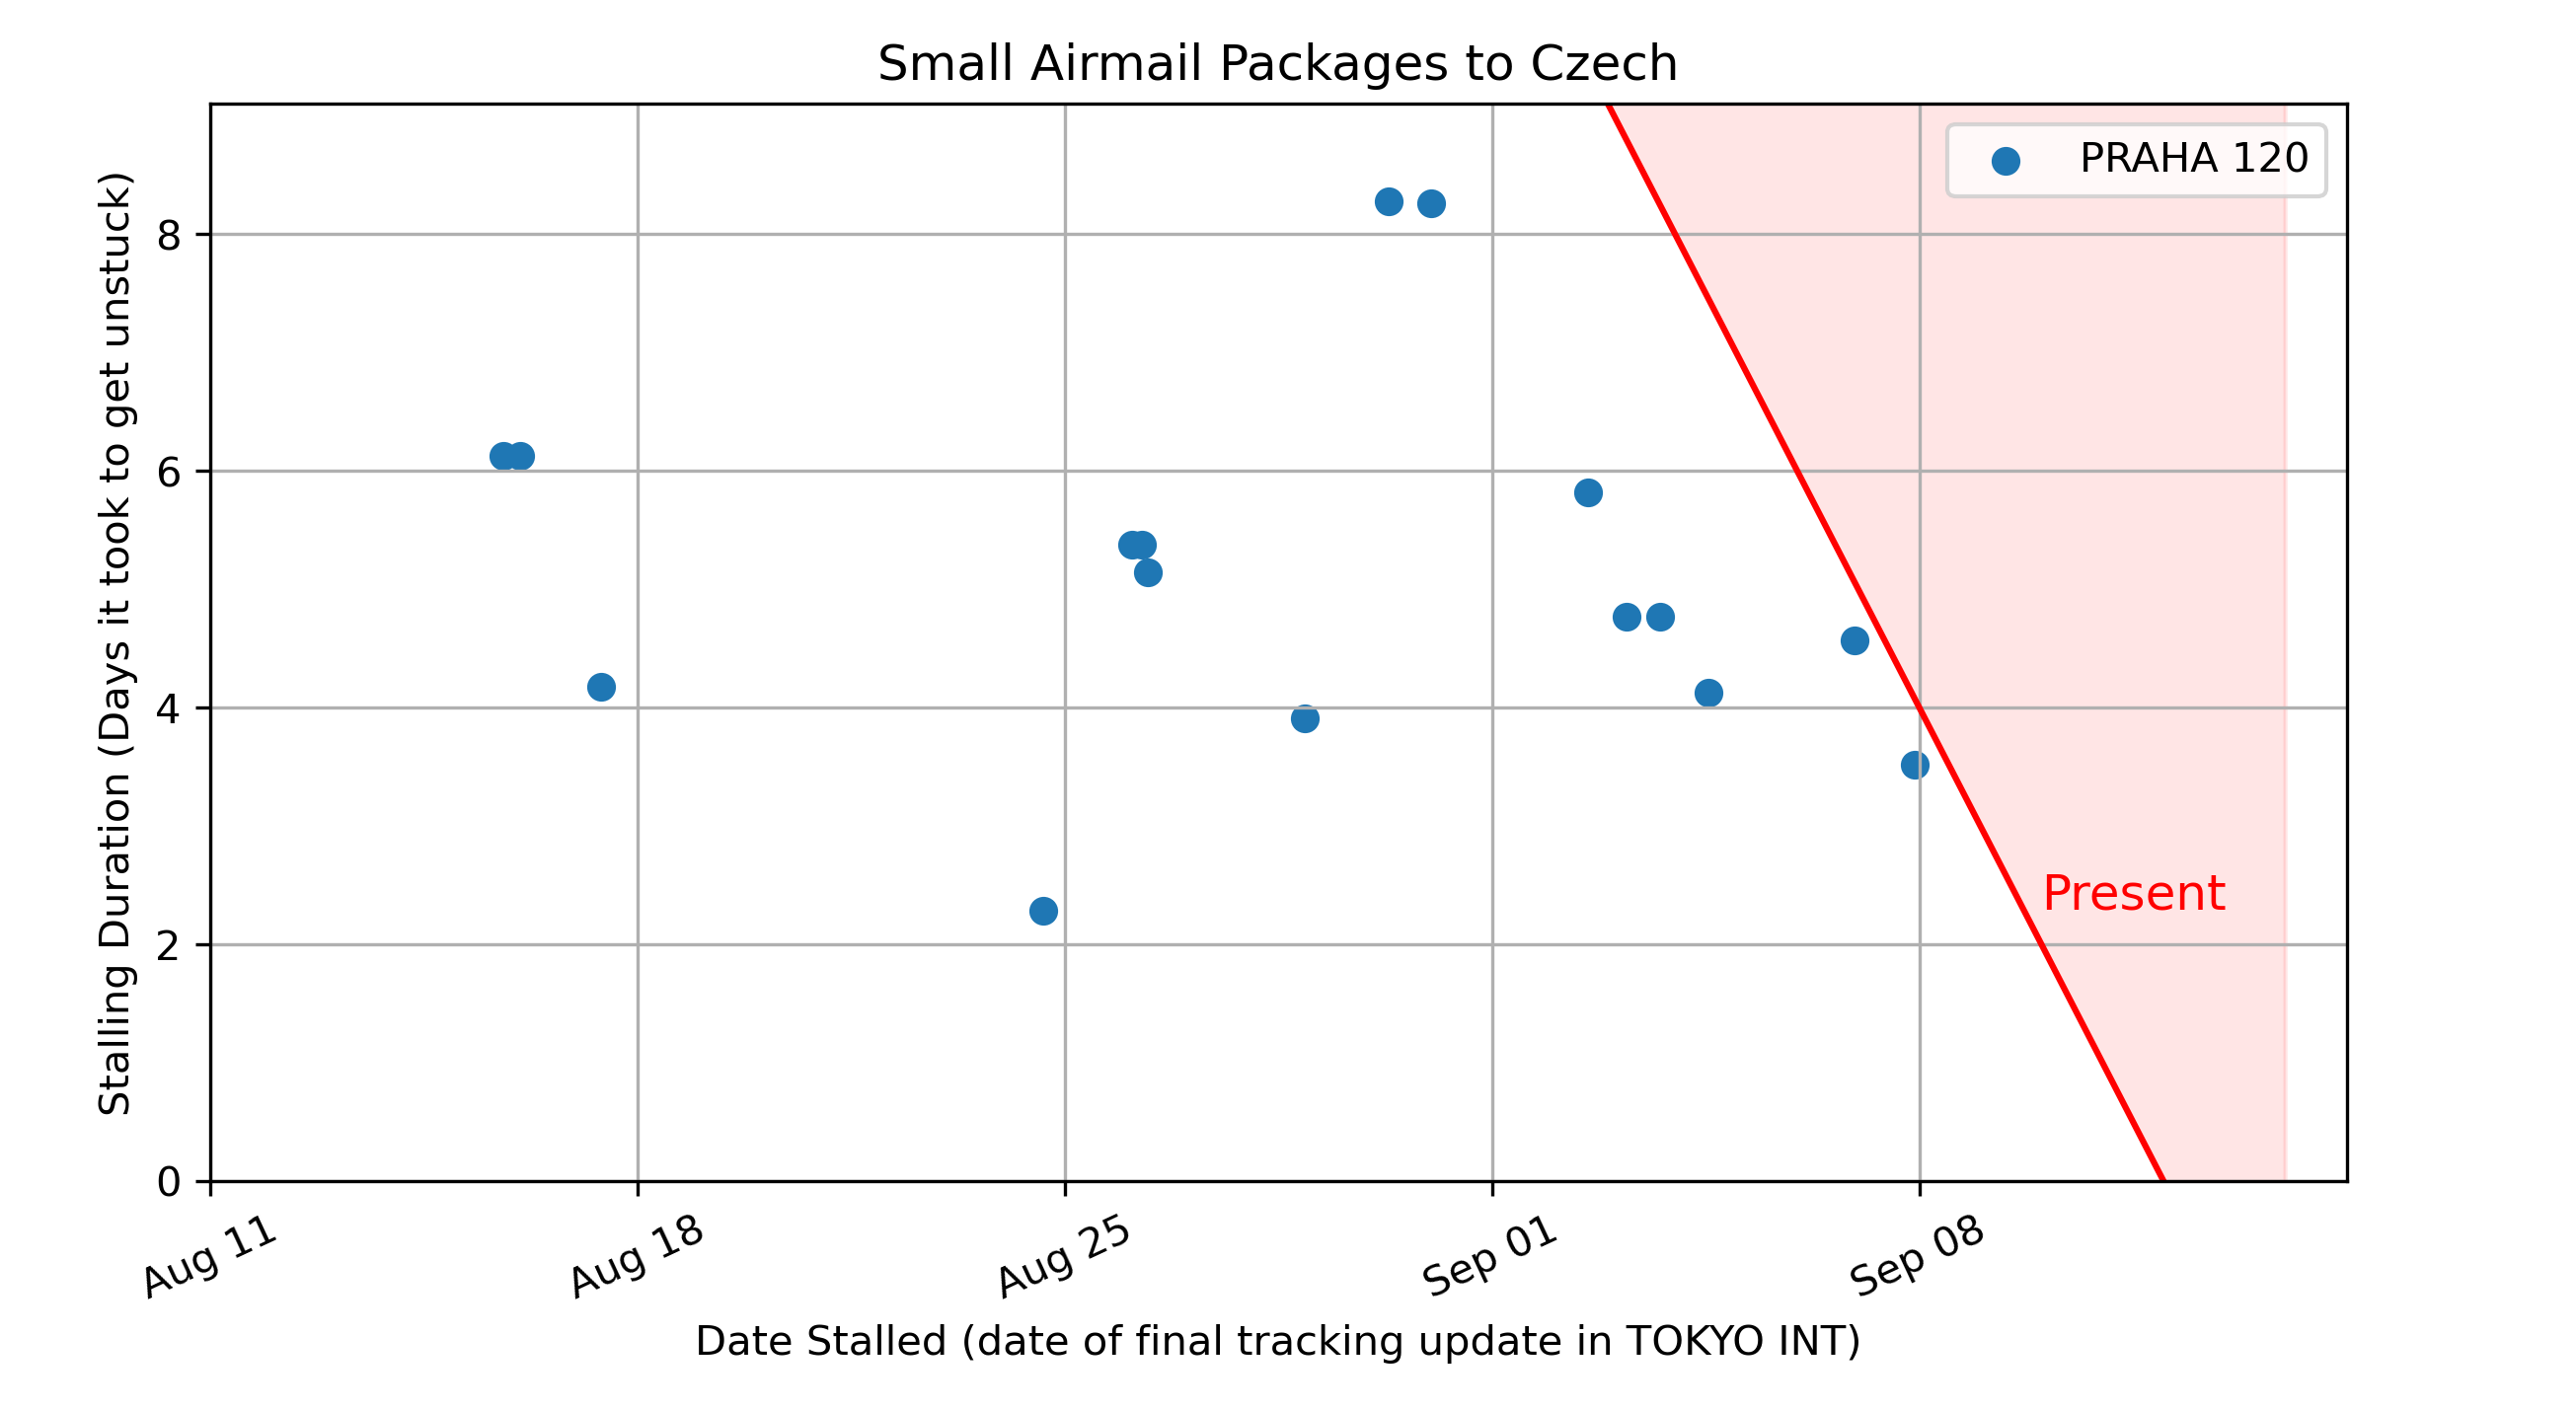 Small Airmail Packages to Czech
PRAHA 120
Stalling Duration (Days it took to get unstuck)
8
6
4
2
0
Present
Aug 11
Aug 18
Aug 25
Sep 01
Sep 08
Date Stalled (date of final tracking update in TOKYO INT)